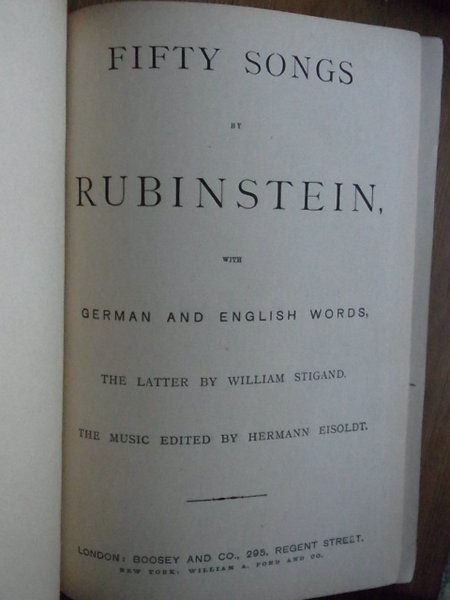 FIFTY SONGS
BY
RUBINSTEIN,
WITH
GERMAN AND ENGLISH WORDS,
THE LATTER BY WILLIAM STIGAND.
THE MUSIC EDITED BY HERMANN EISOLDT.
LONDON: BOOSEY AND CO., 295, REGENT STREET.
NEW YORK: WILLIAM A. POND AND CO.